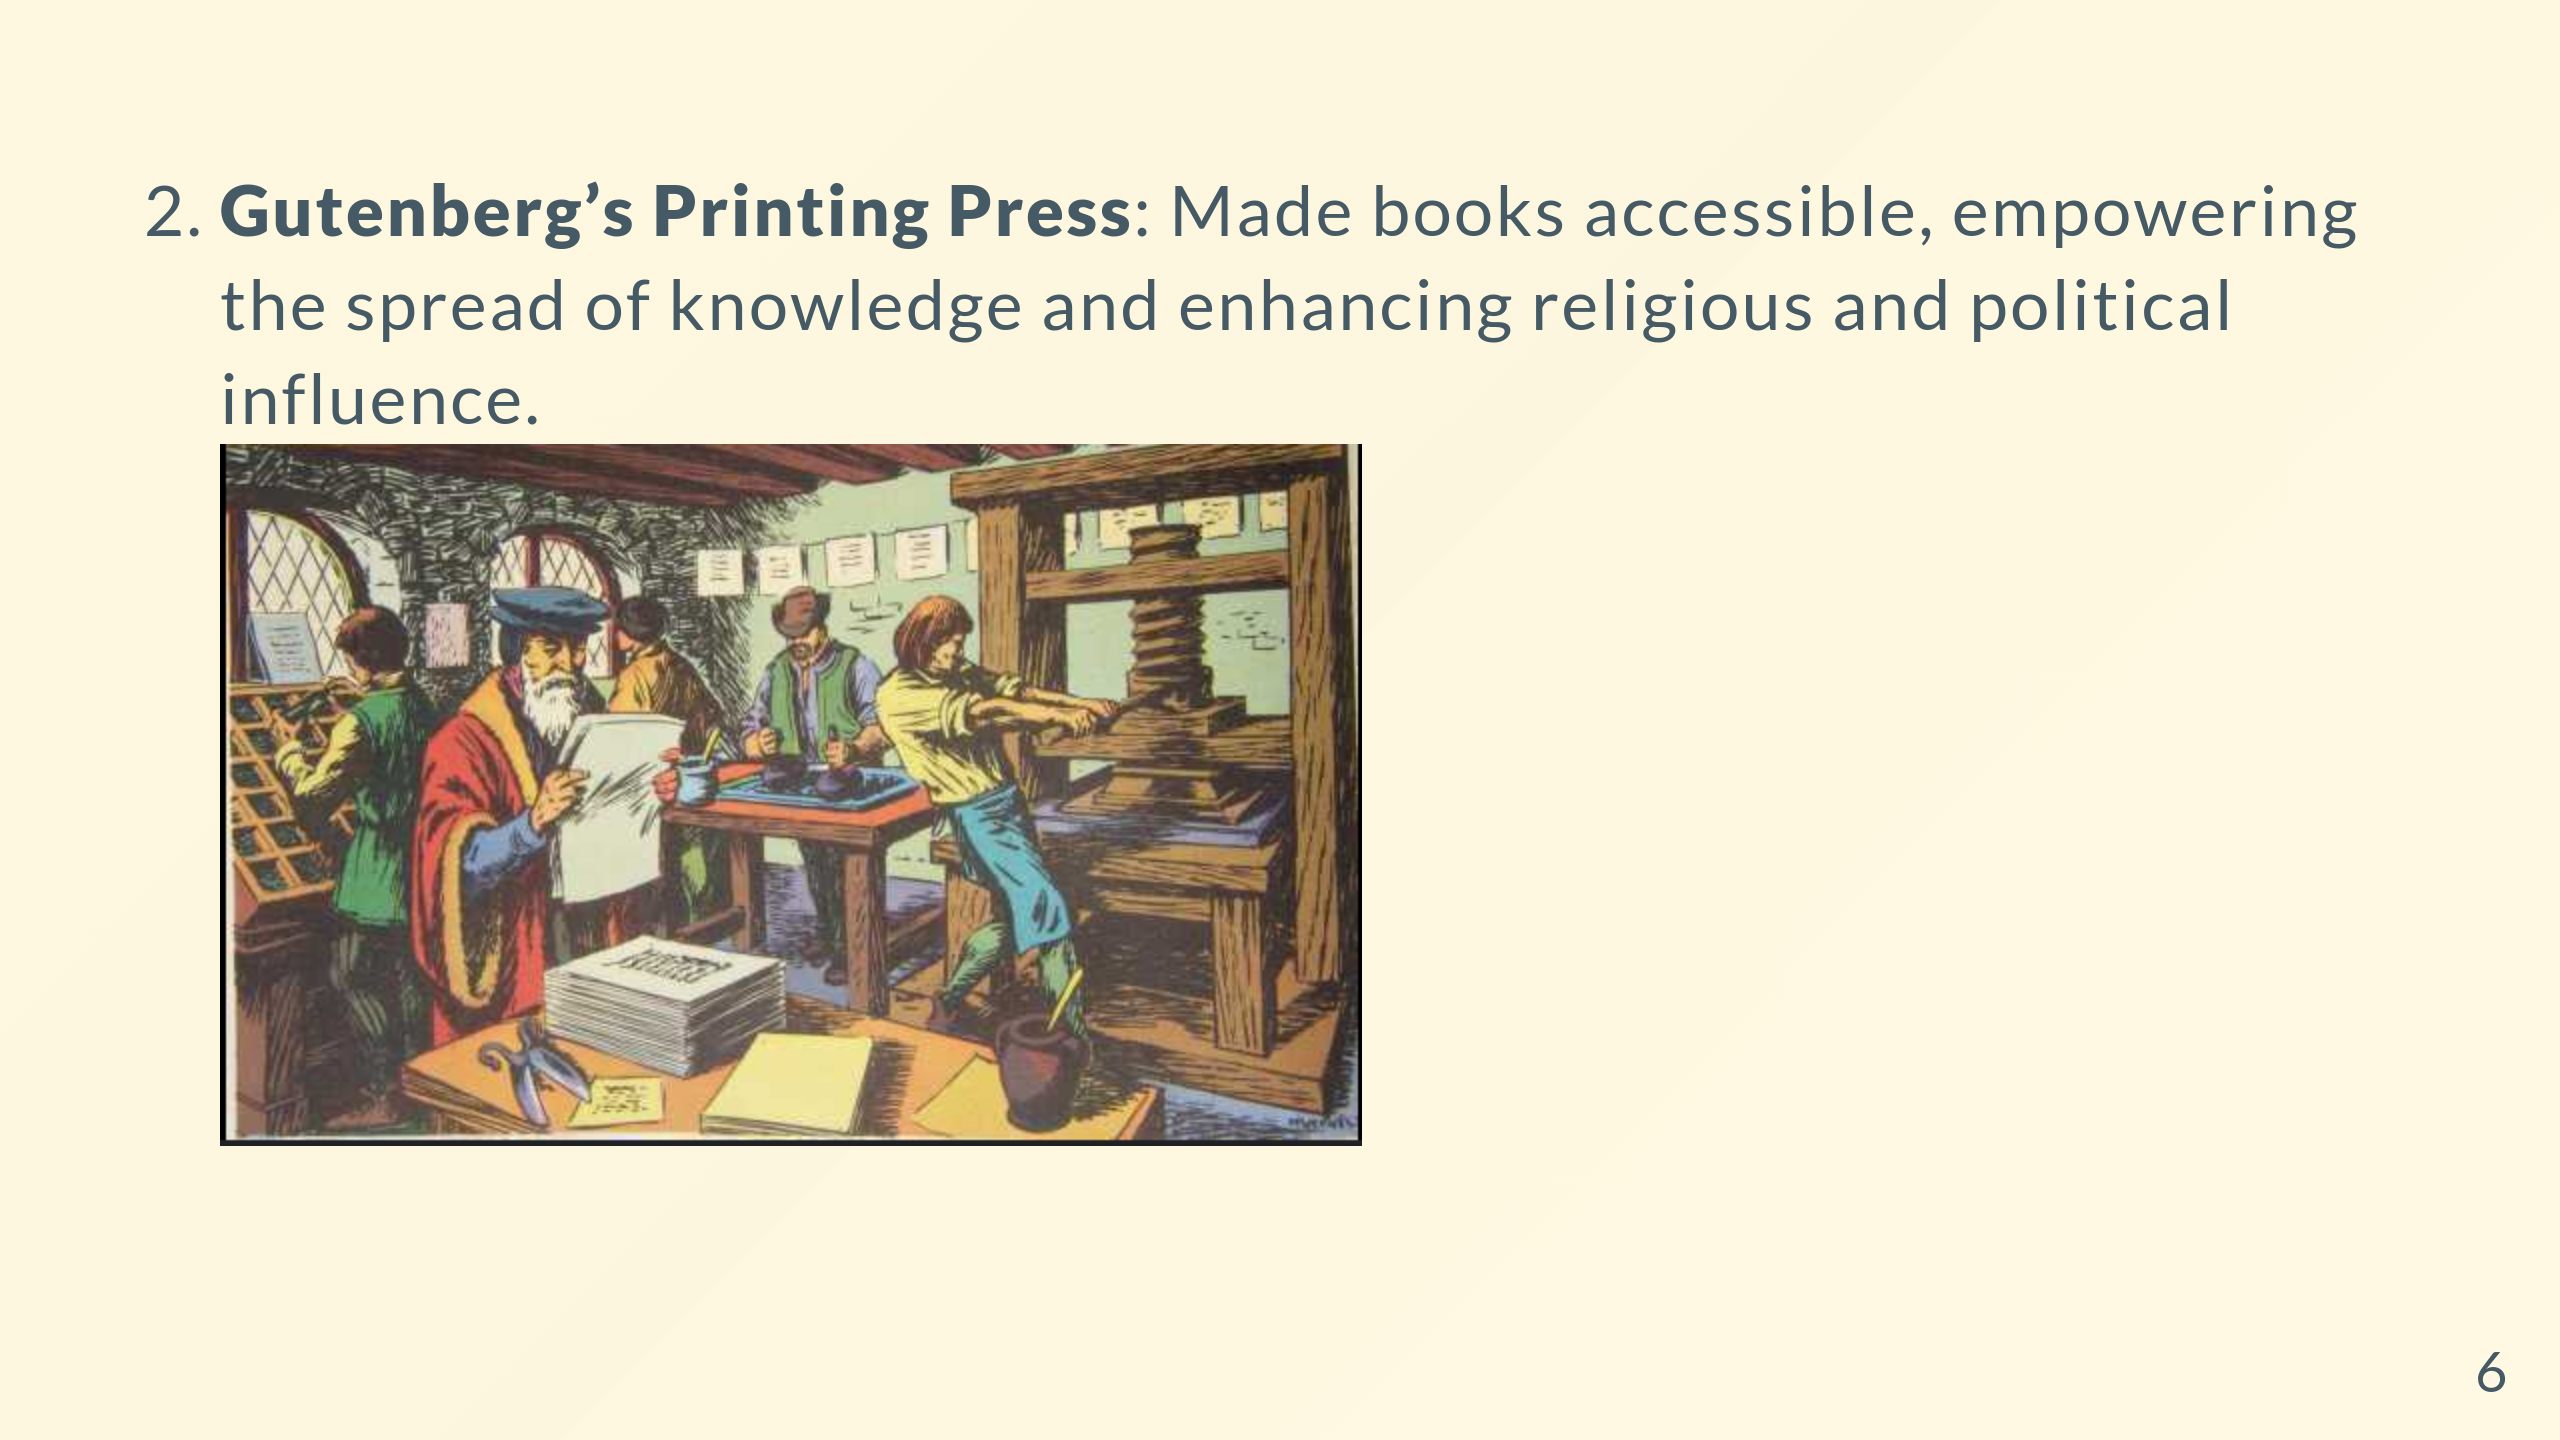 2. Gutenberg’s Printing Press: Made books accessible, empowering
the spread of knowledge and enhancing religious and political
influence.
6